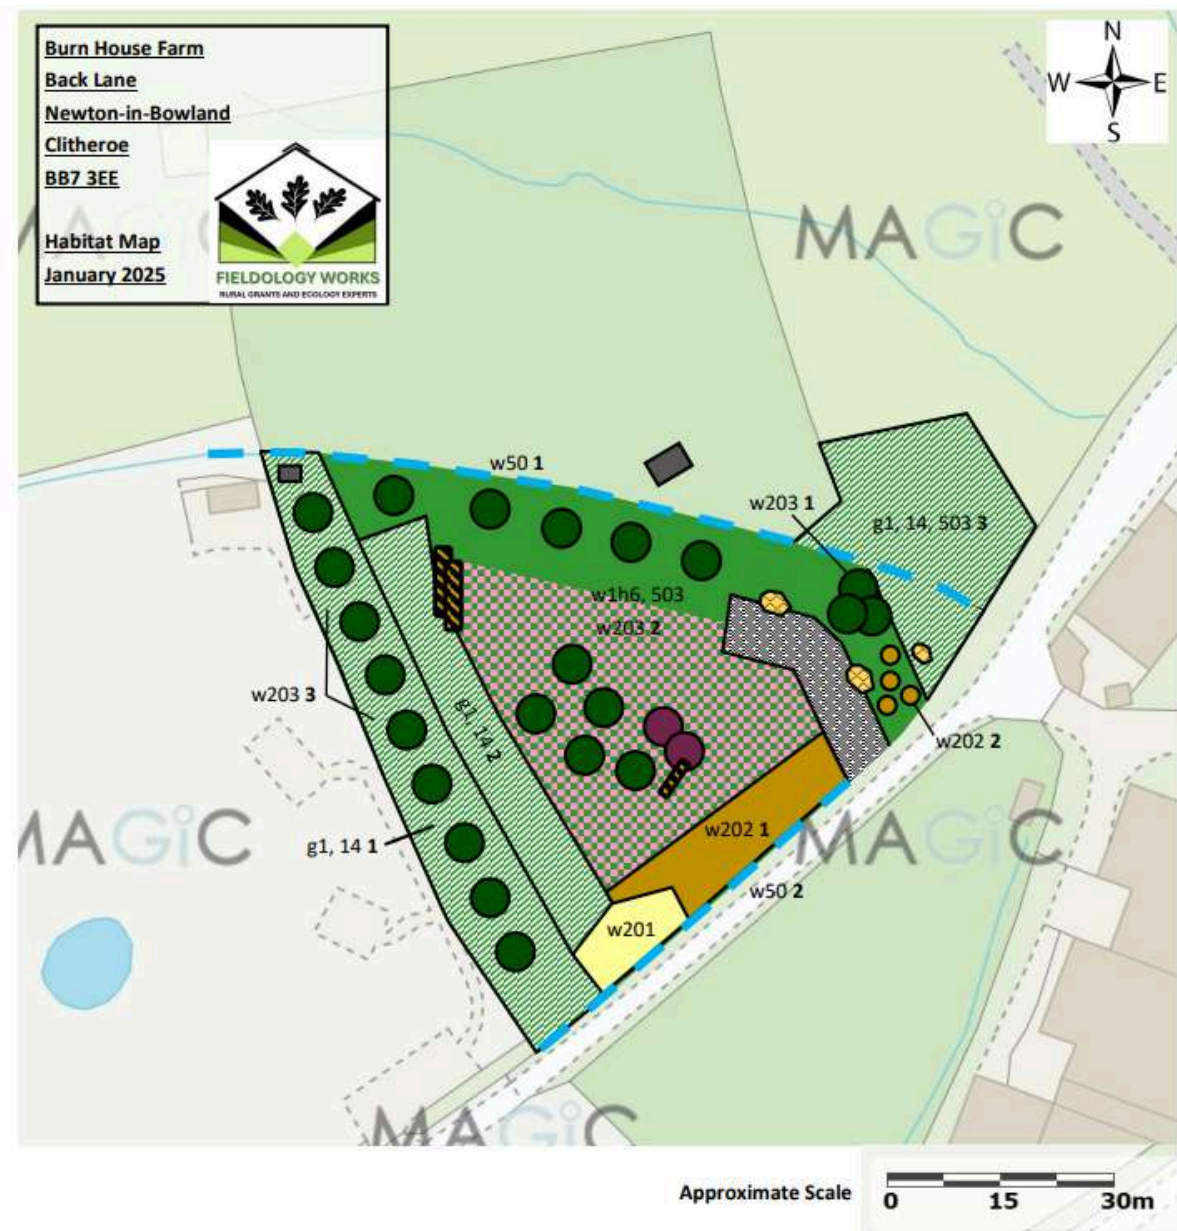 Burn House Farm
Back Lane
Newton-in-Bowland
Clitheroe
BB7 3EE
Habitat Map
January 2025
FIELDOLOGY WORKS
RURAL GRANTS AND ECOLOGY EXPERTS
N
W E
S
MAGiC
MAGiC
w50 1
w203 1
g1, 14, 503 3
w1h6, 503
w203 2
w203 3
g1, 14 2
w202 2
MAGiC
MAGiC
w202 1
g1, 14 1
w50 2
w201
MAGiC
Approximate Scale
0 15 30m